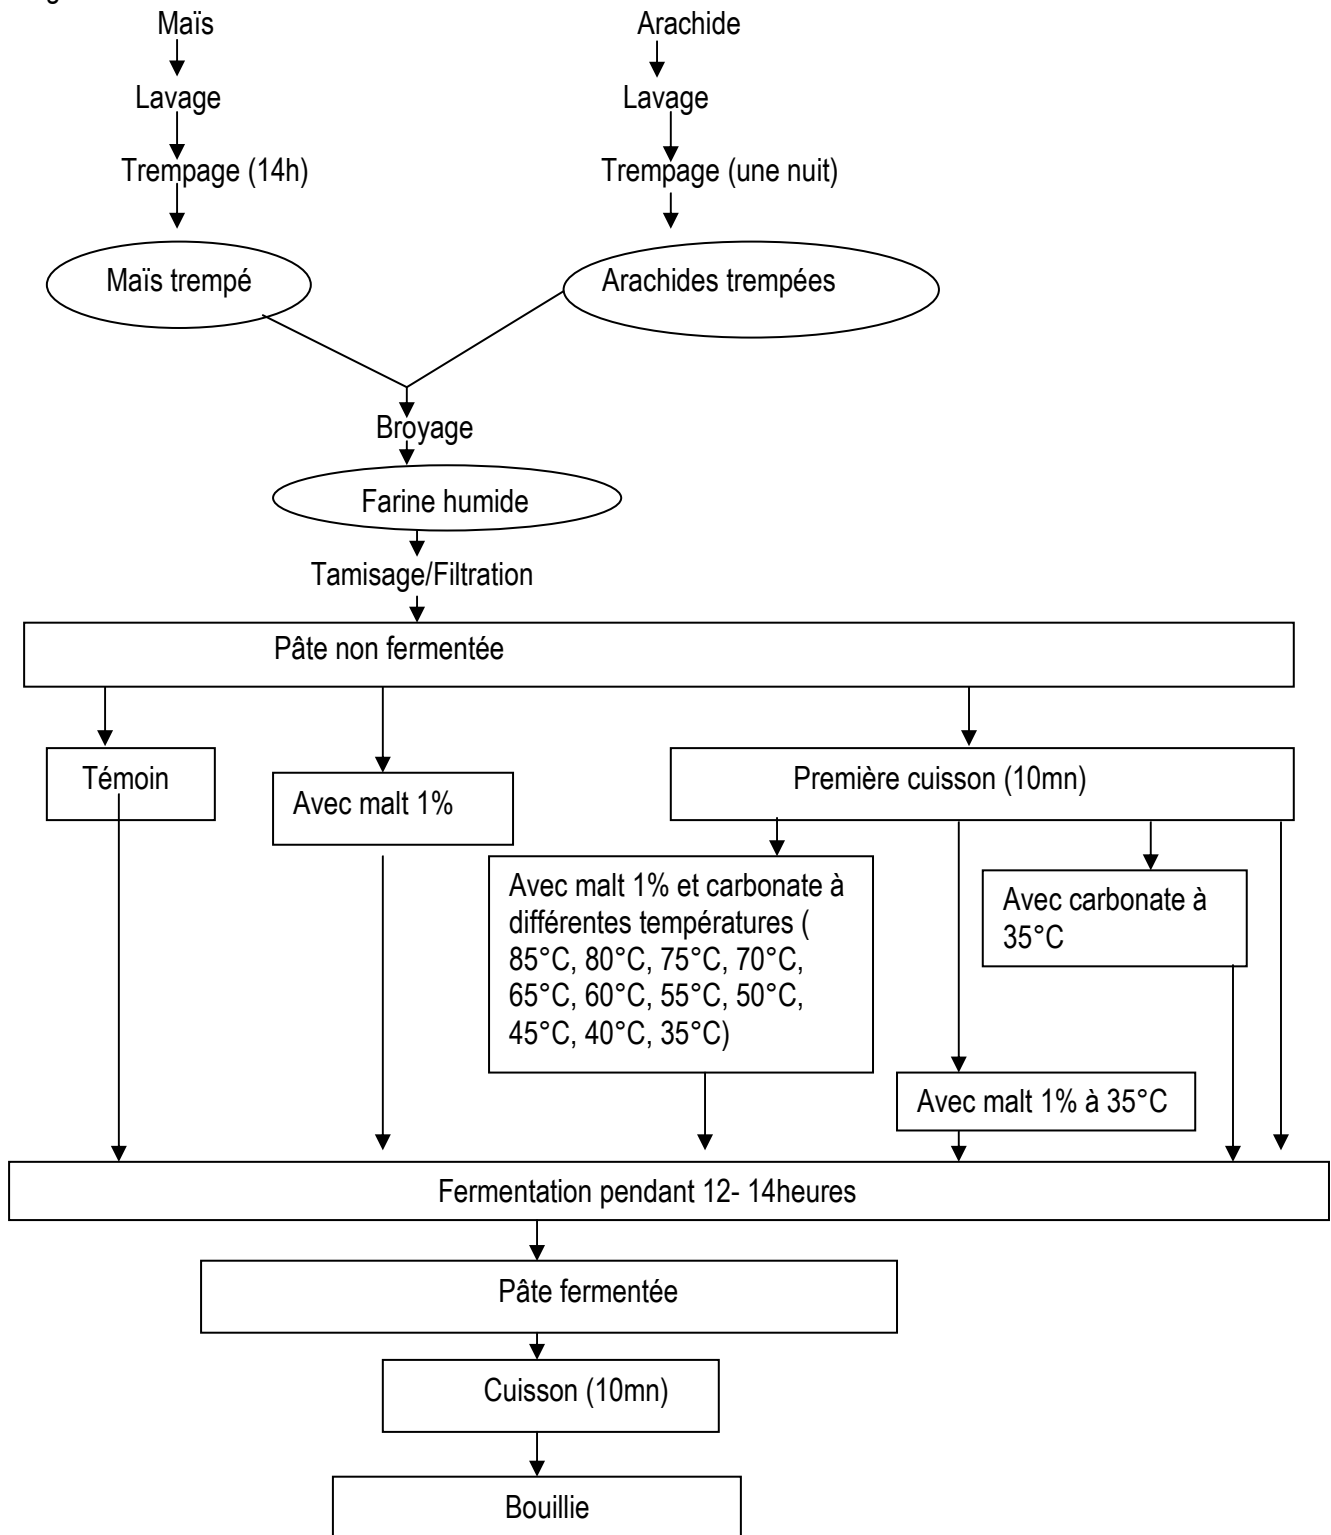 Maïs
Arachide
Lavage
Lavage
Trempage (14h)
Trempage (une nuit)
Maïs trempé
Arachides trempées
Broyage
Farine humide
Tamisage/Filtration
Pâte non fermentée
Témoin
Avec malt 1%
Première cuisson (10mn)
Avec malt 1% et carbonate à
différentes températures (
85°C, 80°C, 75°C, 70°C,
65°C, 60°C, 55°C, 50°C,
45°C, 40°C, 35°C)
Avec carbonate à
35°C
Avec malt 1% à 35°C
Fermentation pendant 12- 14heures
Pâte fermentée
Cuisson (10mn)
Bouillie